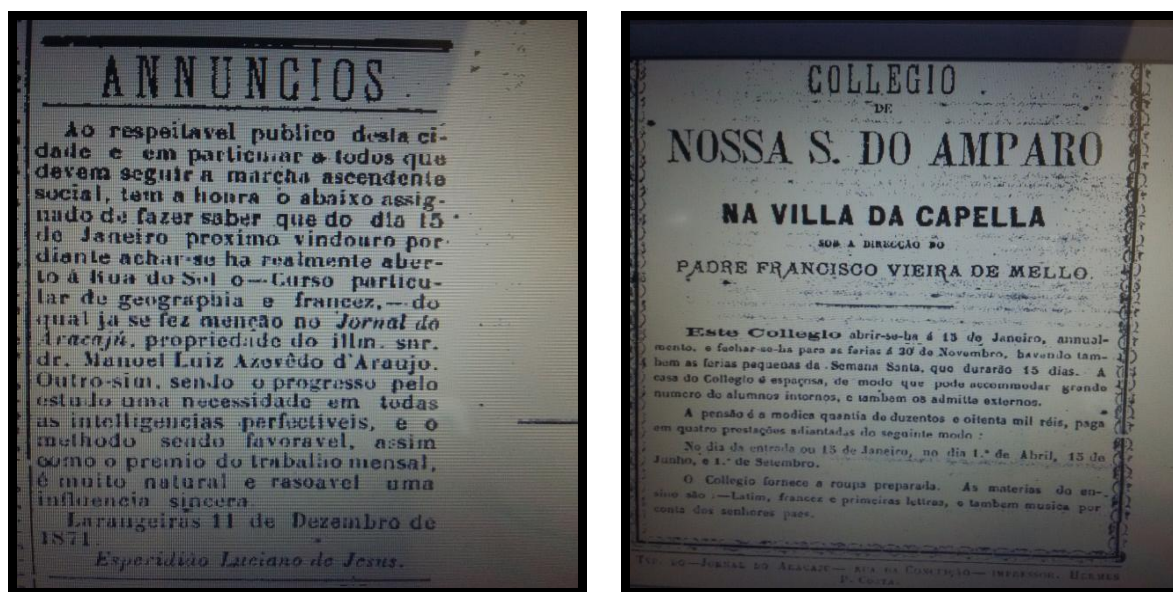 ANNUNCIOS.
Ao respeitavel publico desta ci-
dade e em particular a todos que
devem seguir a marcha ascendente
social, tem a honra o abaixo assig-
nado de fazer saber que do dia 15
de Janeiro proximo vindouro por
diante achar-se ha realmente aber-
to á Rua do Sol o—Curso particu-
lar de geographia e francez,—do
qual ja se fez menção no Jornal do
Aracajú, propriedade do illm. snr.
dr. Manoel Luiz Azevêdo d'Araujo.
Outro-sim, sendo o progresso pelo
estudo uma necessidade em todas
as intelligencias perfectiveis, e o
methodo sendo favoravel, assim
como o premio do trabalho mensal,
é muito natural e rasoavel uma
influencia sincera.
Larangeiras 11 de Dezembro de
1871.
Esperidião Luciano de Jesus.
COLLEGIO
DE
NOSSA S. DO AMPARO
NA VILLA DA CAPELLA
SOB A DIRECÇÃO DO
PADRE FRANCISCO VIEIRA DE MELLO.
Este Collegio abrir-se-ha á 15 de Janeiro, annual-
mente, e fechar-se-ha para as ferias á 30 de Novembro, havendo tam-
bem as ferias pequenas da Semana Santa, que durarão 15 dias. A
casa do Collegio é espaçosa, de modo que pode accommodar grande
numero de alumnos internos, e tambem os admitte externos.
A pensão é a modica quantia de duzentos e oitenta mil réis, paga
em quatro prestações adiantadas do seguinte modo :
No dia da entrada ou 15 de Janeiro, no dia 1.º de Abril, 15 de
Junho, e 1.º de Setembro.
O Collegio fornece a roupa preparada. As materias do en-
sino são :—Latim, francez e primeiras lettras, e tambem musica por
conta dos senhores paes.
TYP. DO—JORNAL DO ARACAJU— RUA DA CONCEIÇÃO— IMPRESSOR, HERMES
P. COSTA.